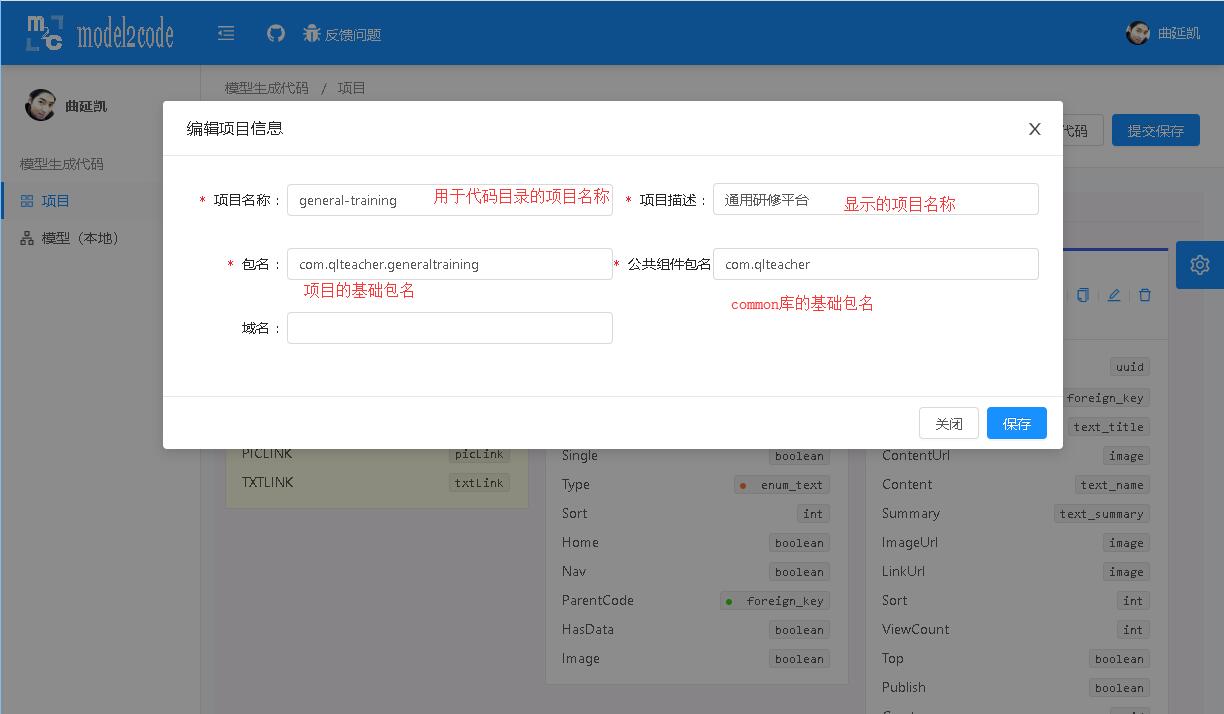 m2c model2code
反馈问题
曲延凯
曲延凯
模型生成代码 / 项目
代码
提交保存
模型生成代码
项目
模型（本地）
编辑项目信息
* 项目名称 : general-training 用于代码目录的项目名称
* 项目描述 : 通用研修平台 显示的项目名称
* 包名 : com.qlteacher.generaltraining
项目的基础包名
* 公共组件包名 com.qlteacher
common库的基础包名
域名 :
关闭
保存
PICLINK picLink
TXTLINK txtLink
Single boolean
Type enum_text
Sort int
Home boolean
Nav boolean
ParentCode foreign_key
HasData boolean
Image boolean
uuid
foreign_key
text_title
ContentUrl image
Content text_name
Summary text_summary
ImageUrl image
LinkUrl image
Sort int
ViewCount int
Top boolean
Publish boolean